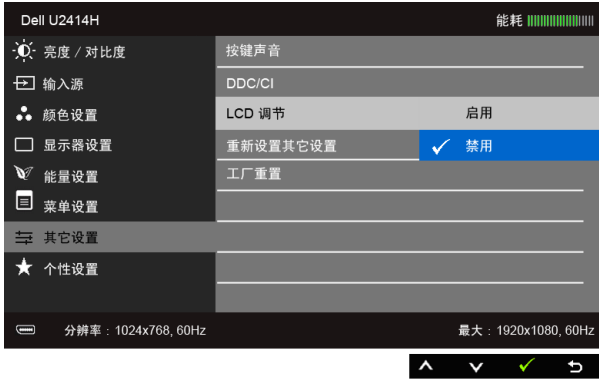 Dell U2414H
能耗
亮度 / 对比度
按键声音
输入源
DDC/CI
颜色设置
LCD 调节
启用
显示器设置
重新设置其它设置
禁用
能量设置
工厂重置
菜单设置
其它设置
个性设置
分辨率 : 1024x768, 60Hz
最大 : 1920x1080, 60Hz